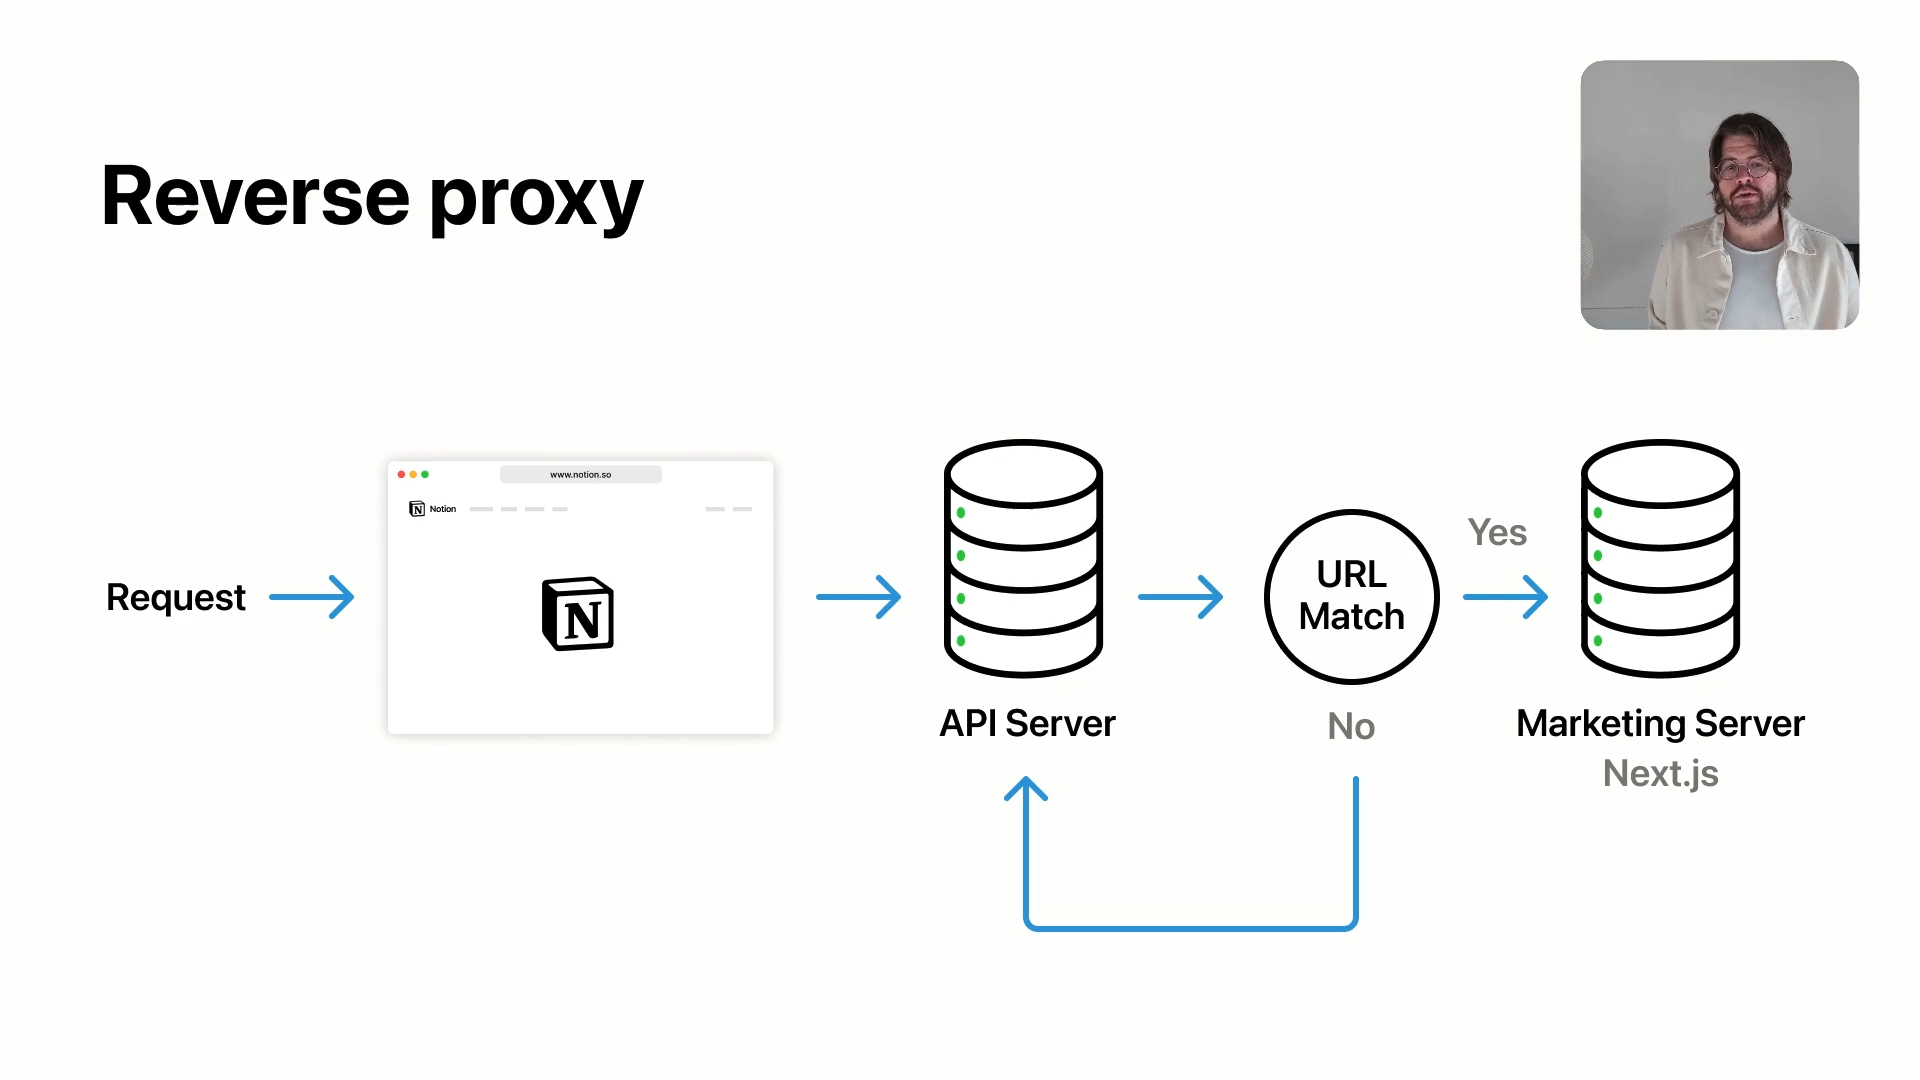 Reverse proxy
www.notion.so
N Notion
N
Request
API Server
URL
Match
Yes
No
Marketing Server
Next.js